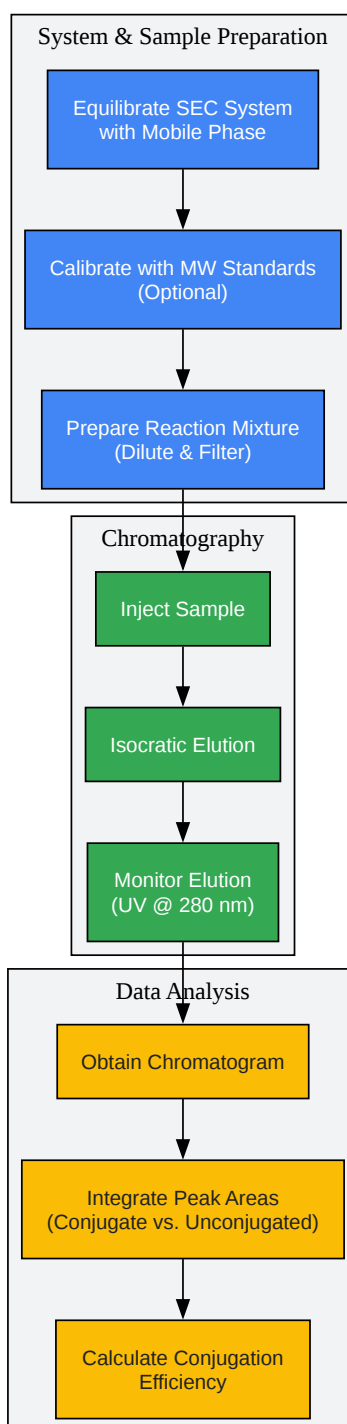 System & Sample Preparation
Equilibrate SEC System
with Mobile Phase
Calibrate with MW Standards
(Optional)
Prepare Reaction Mixture
(Dilute & Filter)
Chromatography
Inject Sample
Isocratic Elution
Monitor Elution
(UV @ 280 nm)
Data Analysis
Obtain Chromatogram
Integrate Peak Areas
(Conjugate vs. Unconjugated)
Calculate Conjugation
Efficiency